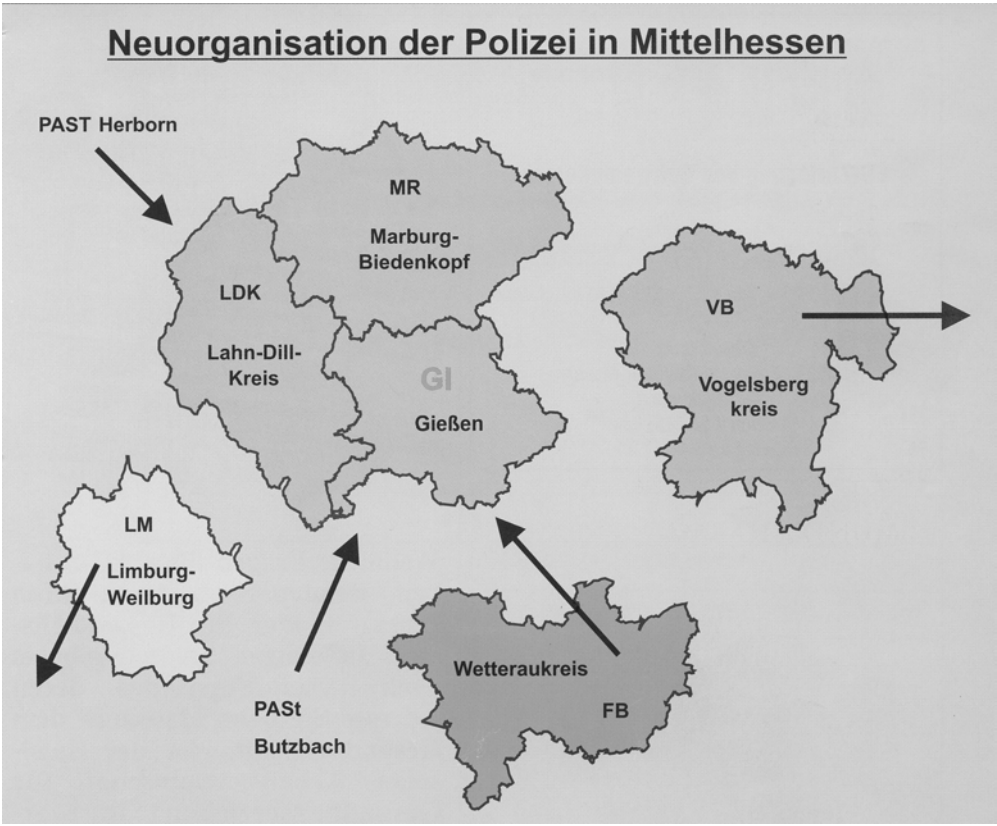 Neuorganisation der Polizei in Mittelhessen
PAST Herborn
MR
Marburg-
Biedenkopf
LDK
Lahn-Dill-
Kreis
GI
Gießen
VB
Vogelsberg
kreis
LM
Limburg-
Weilburg
PASt
Butzbach
Wetteraukreis
FB